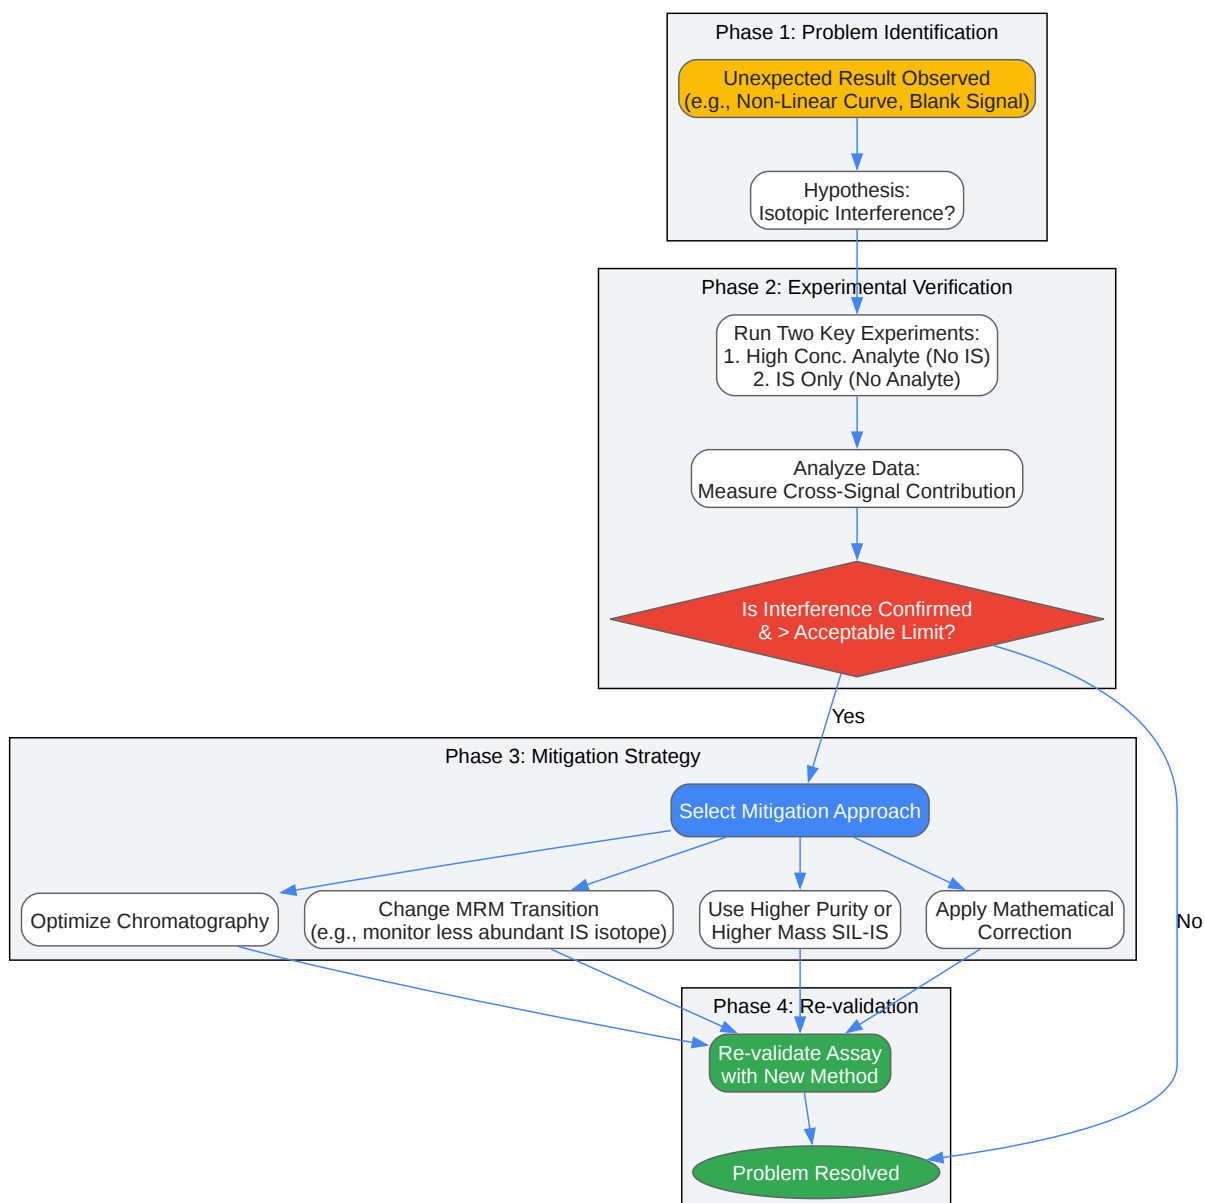 Phase 1: Problem Identification
Unexpected Result Observed
(e.g., Non-Linear Curve, Blank Signal)
Hypothesis:
Isotopic Interference?
Phase 2: Experimental Verification
Run Two Key Experiments:
1. High Conc. Analyte (No IS)
2. IS Only (No Analyte)
Analyze Data:
Measure Cross-Signal Contribution
Is Interference Confirmed
& > Acceptable Limit?
Yes
No
Phase 3: Mitigation Strategy
Select Mitigation Approach
Optimize Chromatography
Change MRM Transition
(e.g., monitor less abundant IS isotope)
Use Higher Purity or
Higher Mass SIL-IS
Apply Mathematical
Correction
Phase 4: Re-validation
Re-validate Assay
with New Method
Problem Resolved